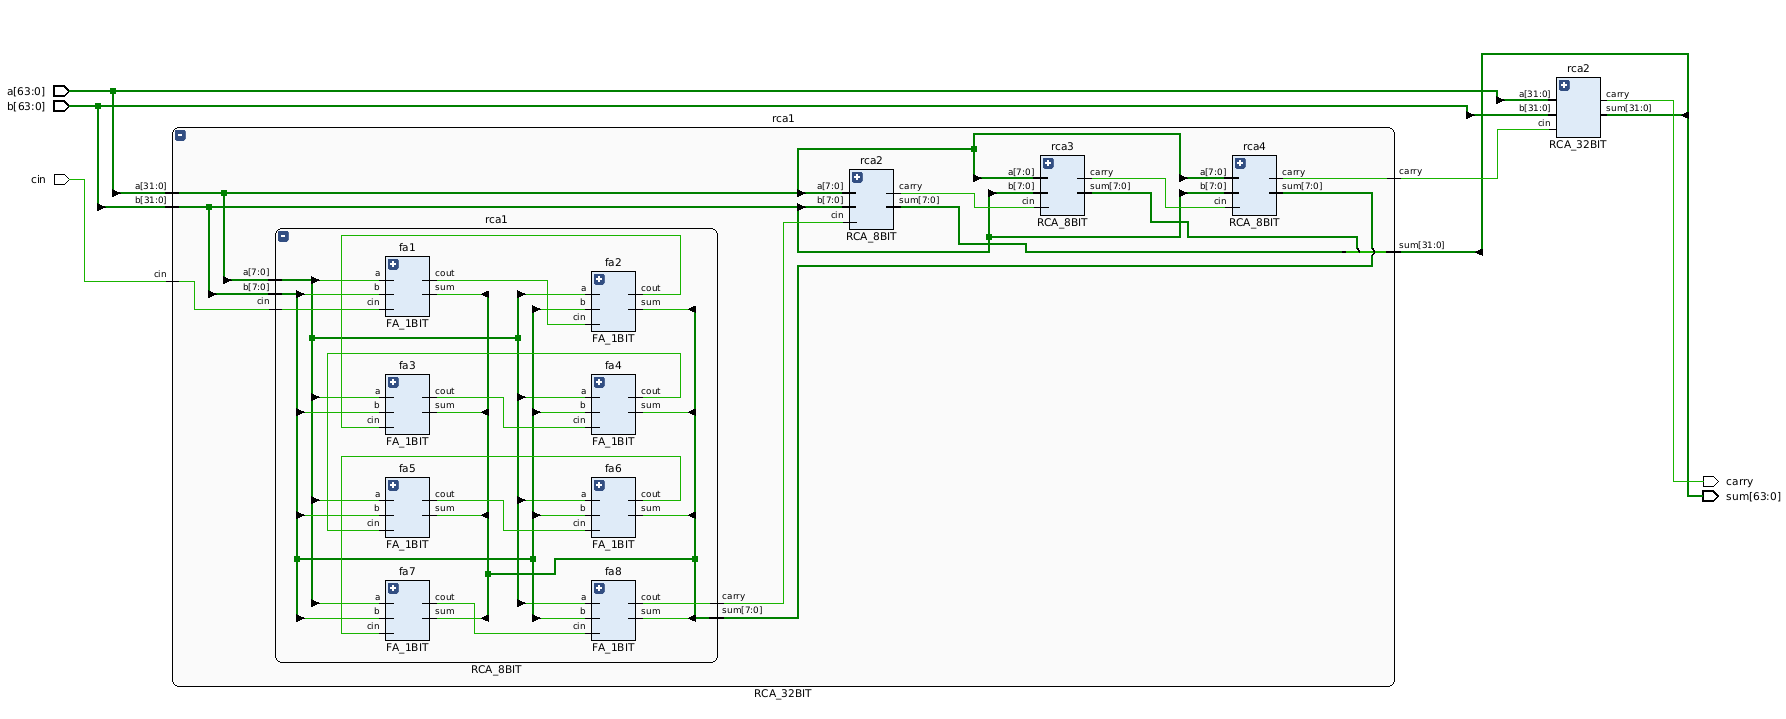 a[63:0]
b[63:0]
cin
rca1
a[31:0]
b[31:0]
cin
rca1
a[7:0]
b[7:0]
cin
fa1
a
b
cin
cout
sum
FA_1BIT
fa2
a
b
cin
cout
sum
FA_1BIT
fa3
a
b
cin
cout
sum
FA_1BIT
fa4
a
b
cin
cout
sum
FA_1BIT
fa5
a
b
cin
cout
sum
FA_1BIT
fa6
a
b
cin
cout
sum
FA_1BIT
fa7
a
b
cin
cout
sum
FA_1BIT
fa8
a
b
cin
cout
sum
FA_1BIT
carry
sum[7:0]
RCA_8BIT
rca2
a[7:0]
b[7:0]
cin
carry
sum[7:0]
RCA_8BIT
rca3
a[7:0]
b[7:0]
cin
carry
sum[7:0]
RCA_8BIT
rca4
a[7:0]
b[7:0]
cin
carry
sum[7:0]
RCA_8BIT
carry
sum[31:0]
RCA_32BIT
rca2
a[31:0]
b[31:0]
cin
carry
sum[31:0]
RCA_32BIT
carry
sum[63:0]